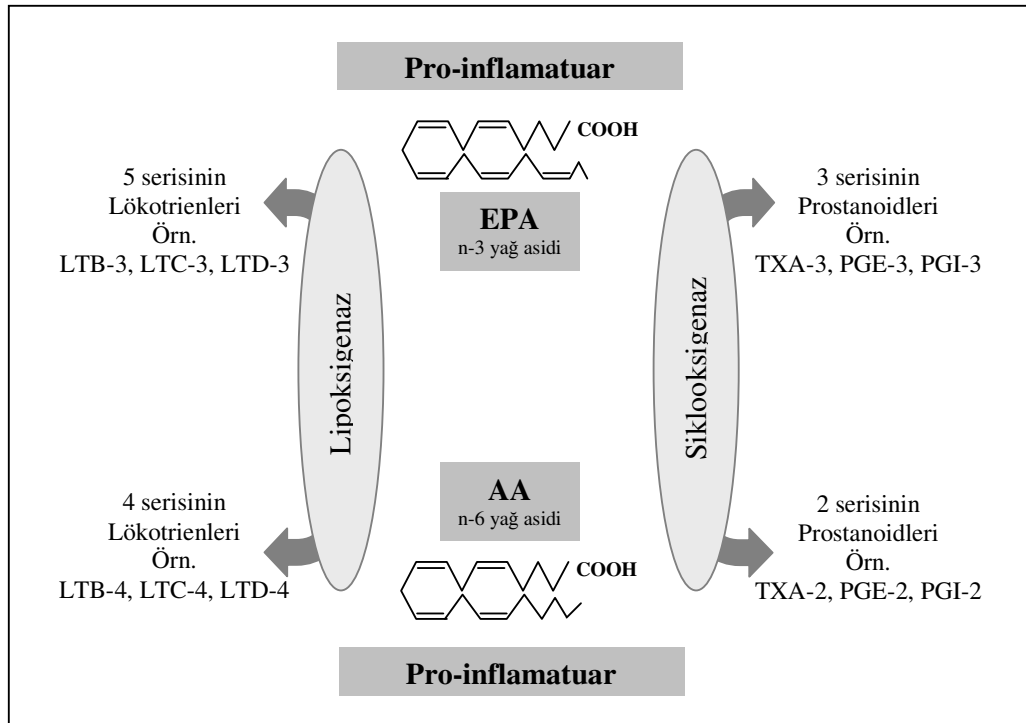 Pro-inflamatuar
COOH
EPA
n-3 yağ asidi
5 serisinin
Lökotrienleri
Örn.
LTB-3, LTC-3, LTD-3
3 serisinin
Prostanoidleri
Örn.
TXA-3, PGE-3, PGI-3
Lipoksigenaz
Siklooksigenaz
4 serisinin
Lökotrienleri
Örn.
LTB-4, LTC-4, LTD-4
AA
n-6 yağ asidi
COOH
2 serisinin
Prostanoidleri
Örn.
TXA-2, PGE-2, PGI-2
Pro-inflamatuar